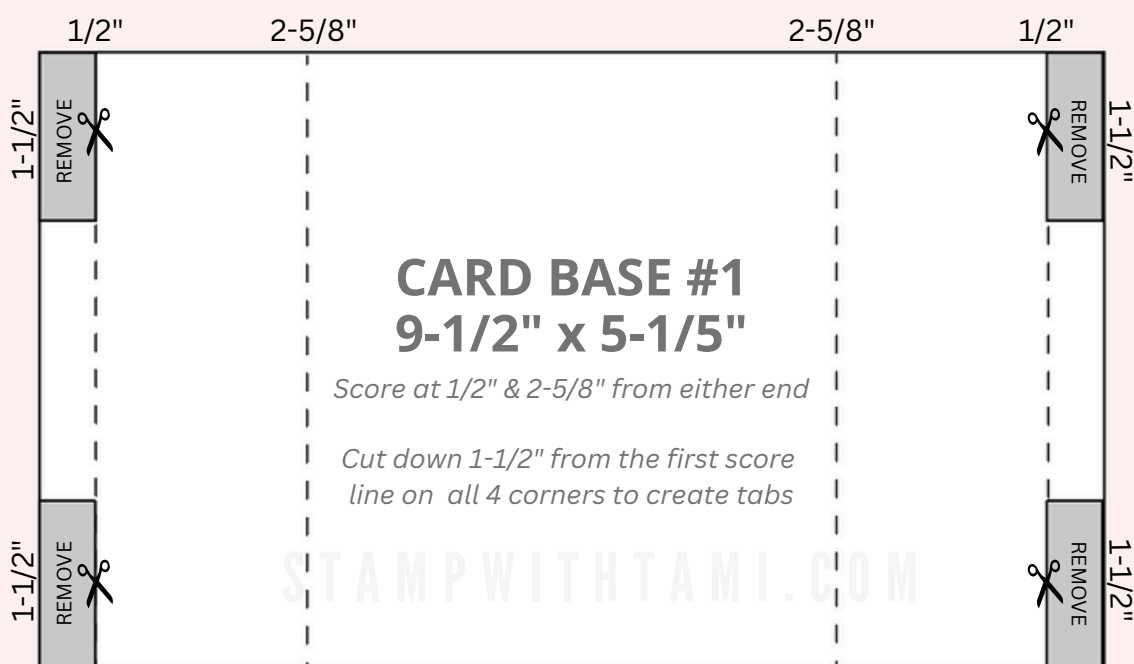 1/2" 2-5/8" 2-5/8" 1/2"
1-1/2"
REMOVE
REMOVE
1-1/2"
CARD BASE #1
9-1/2" x 5-1/5"
Score at 1/2" & 2-5/8" from either end
Cut down 1-1/2" from the first score
line on all 4 corners to create tabs
STAMPWITHTAMI.COM
1-1/2"
REMOVE
REMOVE
1-1/2"